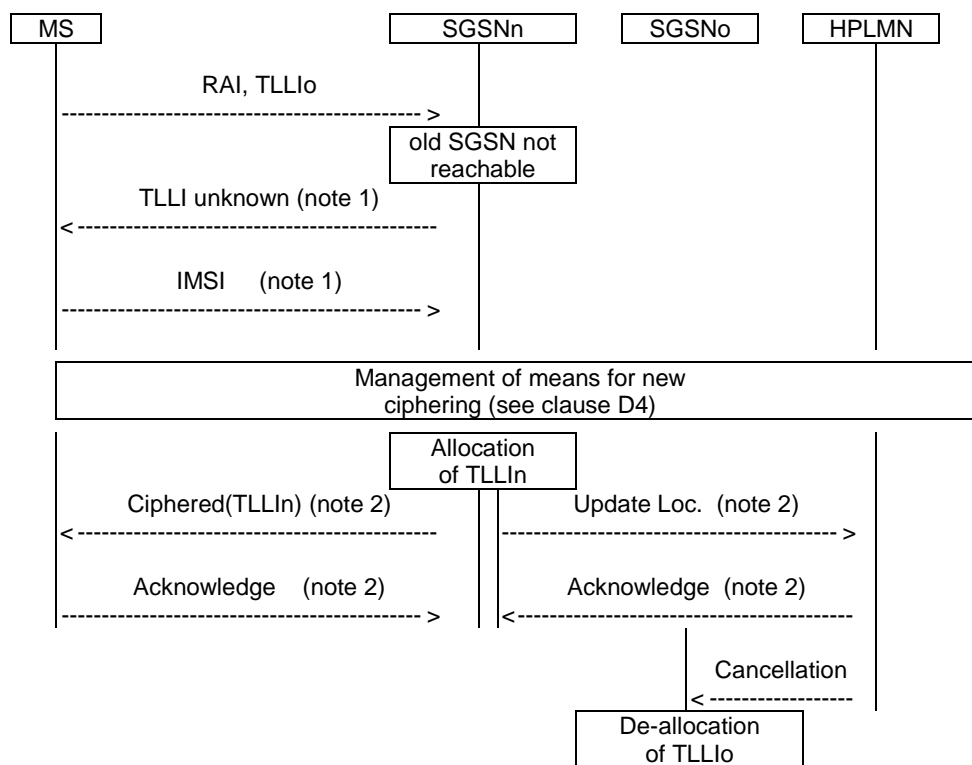 MS SGSNn SGSNo HPLMN
RAI, TLLIo
old SGSN not
reachable
TLLI unknown (note 1)
IMSI (note 1)
Management of means for new
ciphering (see clause D4)
Allocation
of TLLIn
Ciphered(TLLIn) (note 2) Update Loc. (note 2)
Acknowledge (note 2) Acknowledge (note 2)
Cancellation
De-allocation
of TLLIo